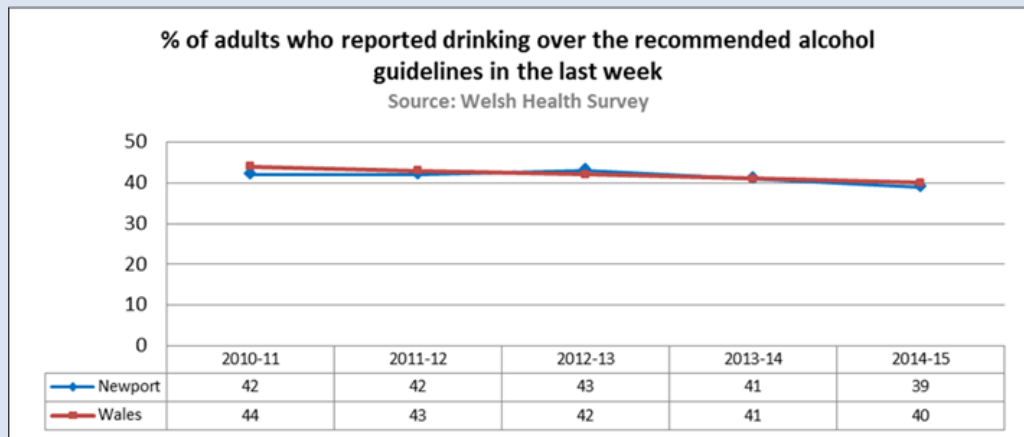 % of adults who reported drinking over the recommended alcohol
guidelines in the last week
Source: Welsh Health Survey
50
40
30
20
10
0
2010-11 2011-12 2012-13 2013-14 2014-15
Newport 42 42 43 41 39
Wales 44 43 42 41 40